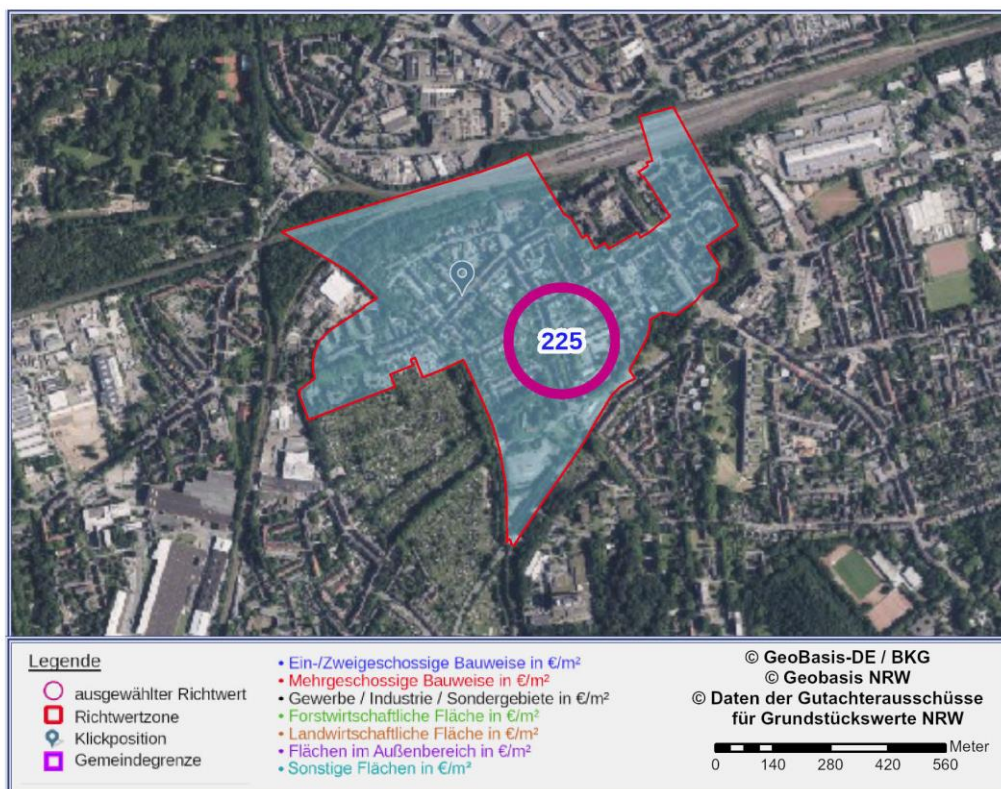 225
Legende
ausgewählter Richtwert
Richtwertzone
Klickposition
Gemeindegrenze
• Ein-/Zweigeschossige Bauweise in €/m²
• Mehrgeschossige Bauweise in €/m²
• Gewerbe / Industrie / Sondergebiete in €/m²
• Forstwirtschaftliche Fläche in €/m²
• Landwirtschaftliche Fläche in €/m²
• Flächen im Außenbereich in €/m²
• Sonstige Flächen in €/m²
© GeoBasis-DE / BKG
© Geobasis NRW
© Daten der Gutachterausschüsse
für Grundstückswerte NRW
Meter
0 140 280 420 560